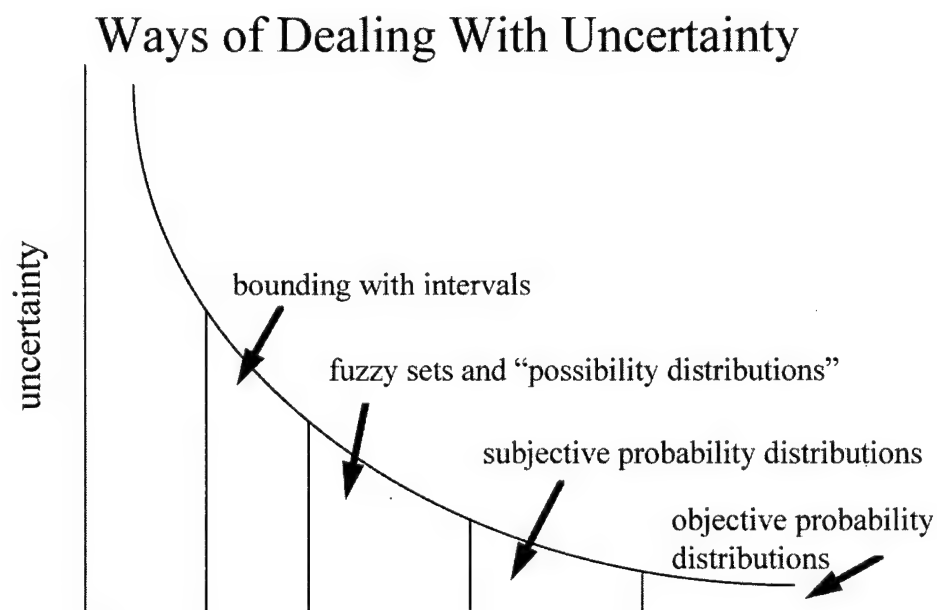 Ways of Dealing With Uncertainty
uncertainty
bounding with intervals
fuzzy sets and “possibility distributions”
subjective probability distributions
objective probability
distributions